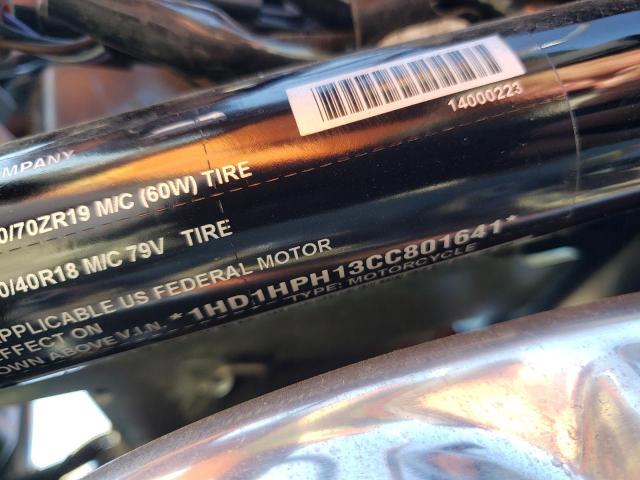 14000223
OMPANY
0/70ZR19 M/C (60W) TIRE
0/40R18 M/C 79V TIRE
APPLICABLE US FEDERAL MOTOR
EFFECT ON
OWN ABOVE V.I.N. *1HD1HPH13CC801641*
TYPE: MOTORCYCLE